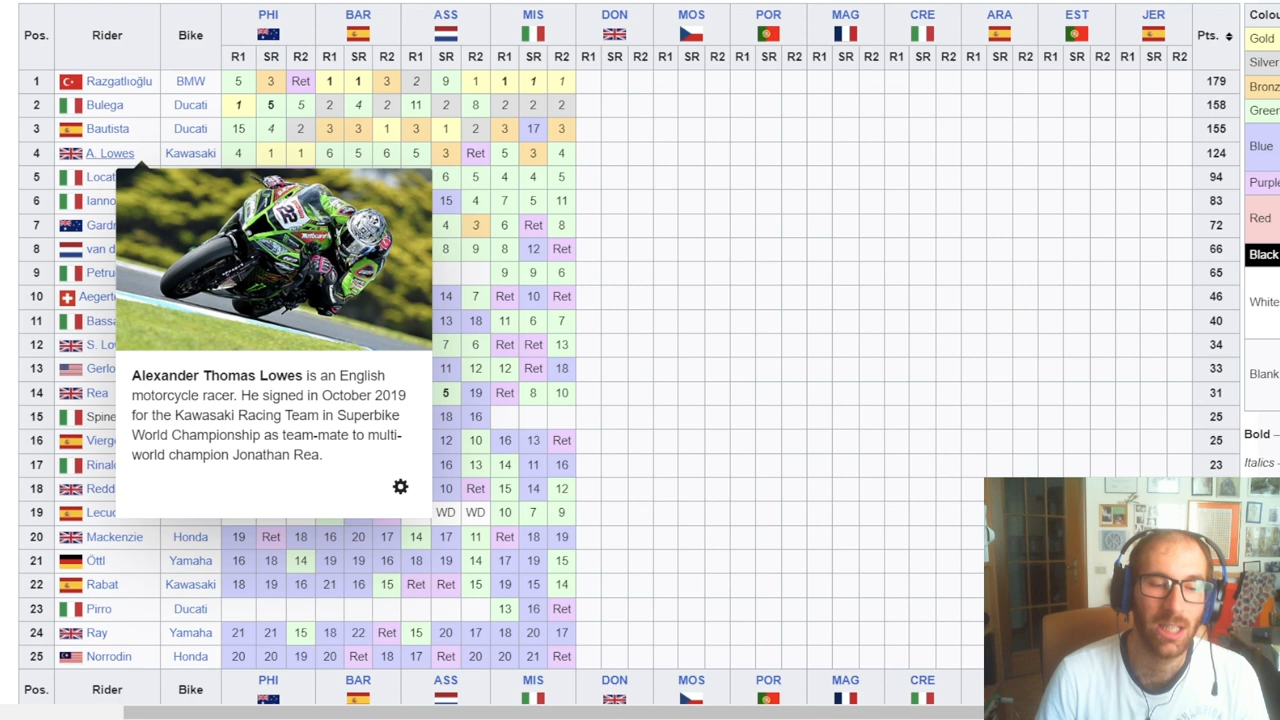 PHI BAR ASS MIS DON MOS POR MAG CRE ARA EST JER Colou
Pos. Rider Bike Pts.
R1 SR R2 R1 SR R2 R1 SR R2 R1 SR R2 R1 SR R2 R1 SR R2 R1 SR R2 R1 SR R2 R1 SR R2 R1 SR R2 R1 SR R2 R1 SR R2
Gold
Silver
Bronz
Green
Blue
Purple
Red
Black
White
Blank
Bold –
Italics -
1 Razgatlıoğlu BMW 5 3 Ret 1 1 3 2 9 1 1 1 1 179
2 Bulega Ducati 1 5 5 2 4 2 11 2 8 2 2 2 158
3 Bautista Ducati 15 4 2 3 3 1 3 1 2 3 17 3 155
4 A. Lowes Kawasaki 4 1 1 6 5 6 5 3 Ret 5 3 4 124
5 Locat 6 5 4 4 5 94
6 Ianno 15 4 7 5 11 83
7 Gardn 4 3 6 Ret 8 72
8 van d 8 9 8 12 Ret 66
9 Petru 9 9 6 65
10 Aegert 14 7 Ret 10 Ret 46
11 Bassa 13 18 11 6 7 40
12 S. Lo 7 6 Ret Ret 13 34
13 Gerlo 11 12 12 Ret 18 33
14 Rea 5 19 Ret 8 10 31
15 Spine 18 16 25
16 Vierge 12 10 16 13 Ret 25
17 Rinal 16 13 14 11 16 23
18 Redd 10 Ret 15 14 12
19 Lecuo WD WD 10 7 9
Alexander Thomas Lowes is an English
motorcycle racer. He signed in October 2019
for the Kawasaki Racing Team in Superbike
World Championship as team-mate to multi-
world champion Jonathan Rea.
20 Mackenzie Honda 19 Ret 18 16 20 17 14 17 11 Ret 18 19
21 Öttl Yamaha 16 18 14 19 19 16 18 19 14 17 19 15
22 Rabat Kawasaki 18 19 16 21 16 15 Ret Ret 15 19 15 14
23 Pirro Ducati 13 16 Ret
24 Ray Yamaha 21 21 15 18 22 Ret 15 20 17 18 20 17
25 Norrodin Honda 20 20 19 20 Ret 18 17 Ret 20 20 21 Ret
Pos. Rider Bike PHI BAR ASS MIS DON MOS POR MAG CRE